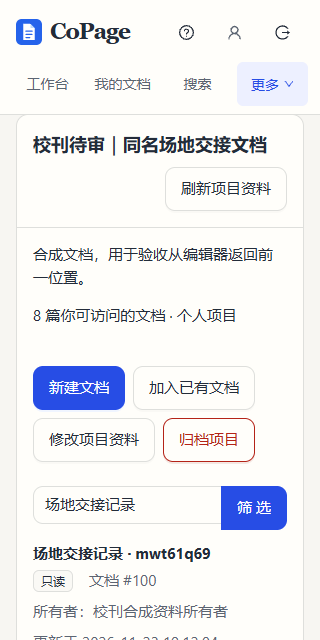 CoPage
工作台 我的文档 搜索 更多
校刊待审｜同名场地交接文档
刷新项目资料
合成文档，用于验收从编辑器返回前
一位置。
8 篇你可访问的文档 · 个人项目
新建文档 加入已有文档
修改项目资料 归档项目
场地交接记录 筛 选
场地交接记录 · mwt61q69
只读 文档 #100
所有者：校刊合成资料所有者